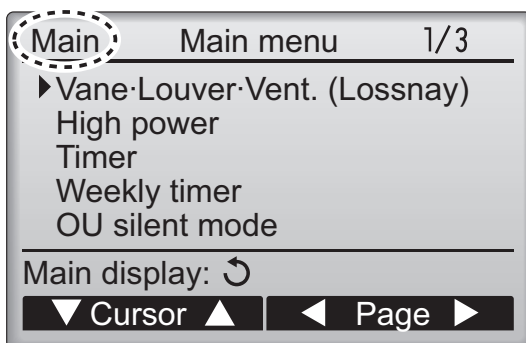 Main Main menu 1/3
Vane·Louver·Vent. (Lossnay)
High power
Timer
Weekly timer
OU silent mode
Main display:
Cursor Page